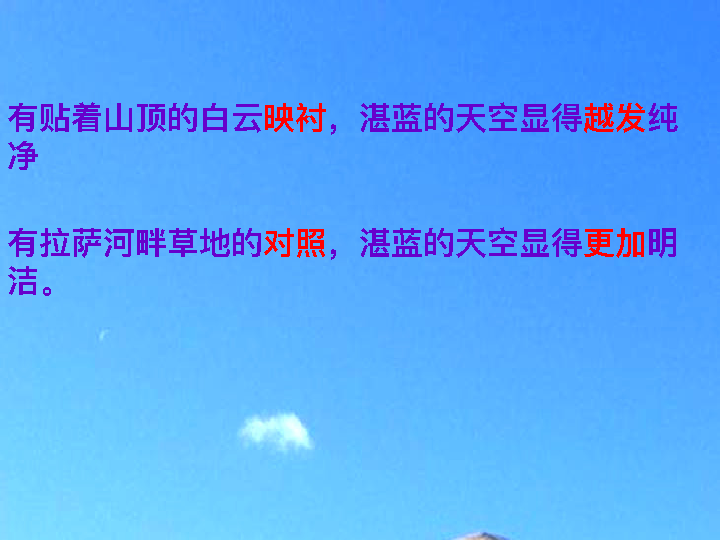 有贴着山顶的白云映衬，湛蓝的天空显得越发纯
净
有拉萨河畔草地的对照，湛蓝的天空显得更加明
洁。